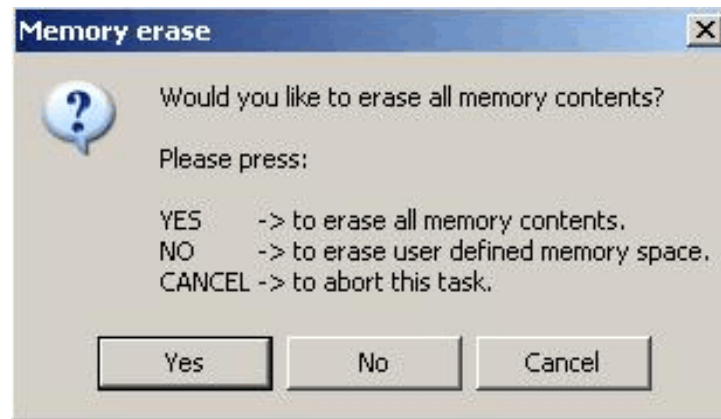 Memory erase
Would you like to erase all memory contents?
Please press:
YES -> to erase all memory contents.
NO -> to erase user defined memory space.
CANCEL -> to abort this task.
Yes No Cancel